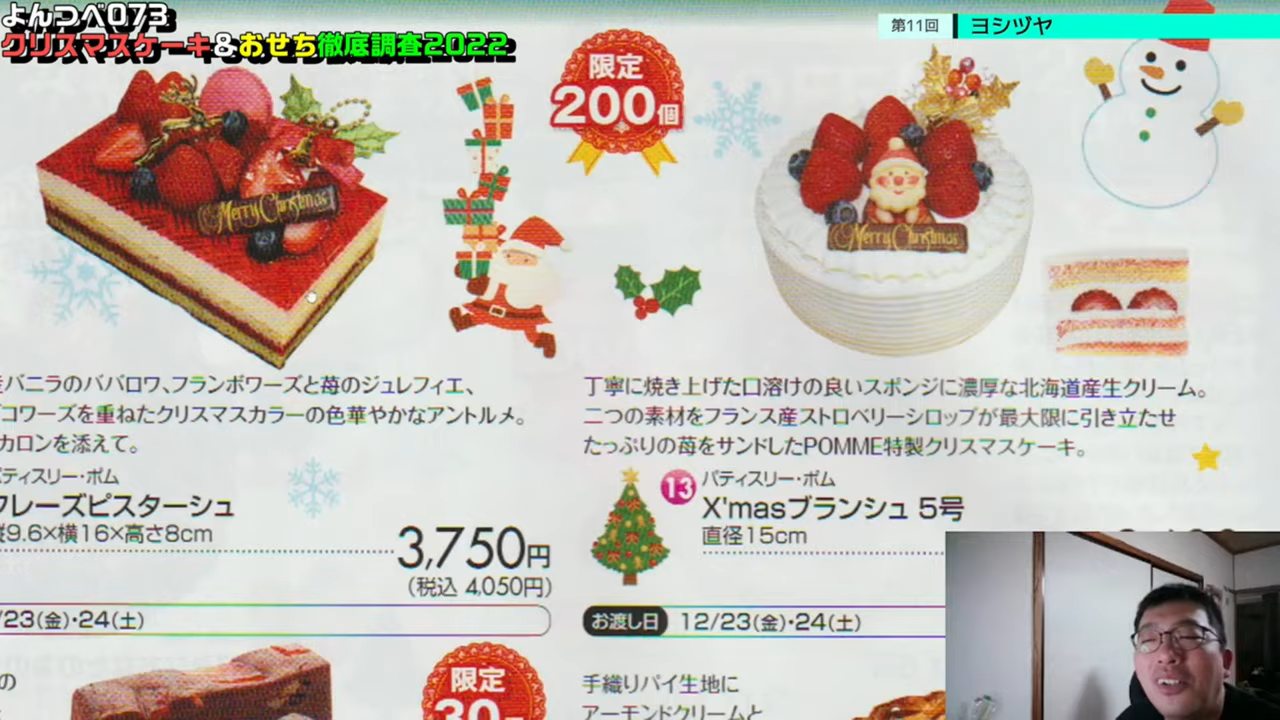 よんつべ073
クリスマスケーキ&おせち徹底調査2022
第11回 ヨシヅヤ
限定
200個
Merry Christmas
Merry Christmas
バニラのババロワ、フランボワーズと苺のジュレフィエ、
コワーズを重ねたクリスマスカラーの色華やかなアントルメ。
カロンを添えて。
ティスリー・ポム
フレーズピスターシュ
9.6×横16×高さ8cm
3,750円
(税込 4,050円)
/23(金)・24(土)
丁寧に焼き上げた口溶けの良いスポンジに濃厚な北海道産生クリーム。
二つの素材をフランス産ストロベリーシロップが最大限に引き立たせ
たっぷりの苺をサンドしたPOMME特製クリスマスケーキ。
13 パティスリー・ポム
X'masブランシュ 5号
直径15cm
お渡し日 12/23(金)・24(土)
の
限定
30
手織りパイ生地に
アーモンドクリームと